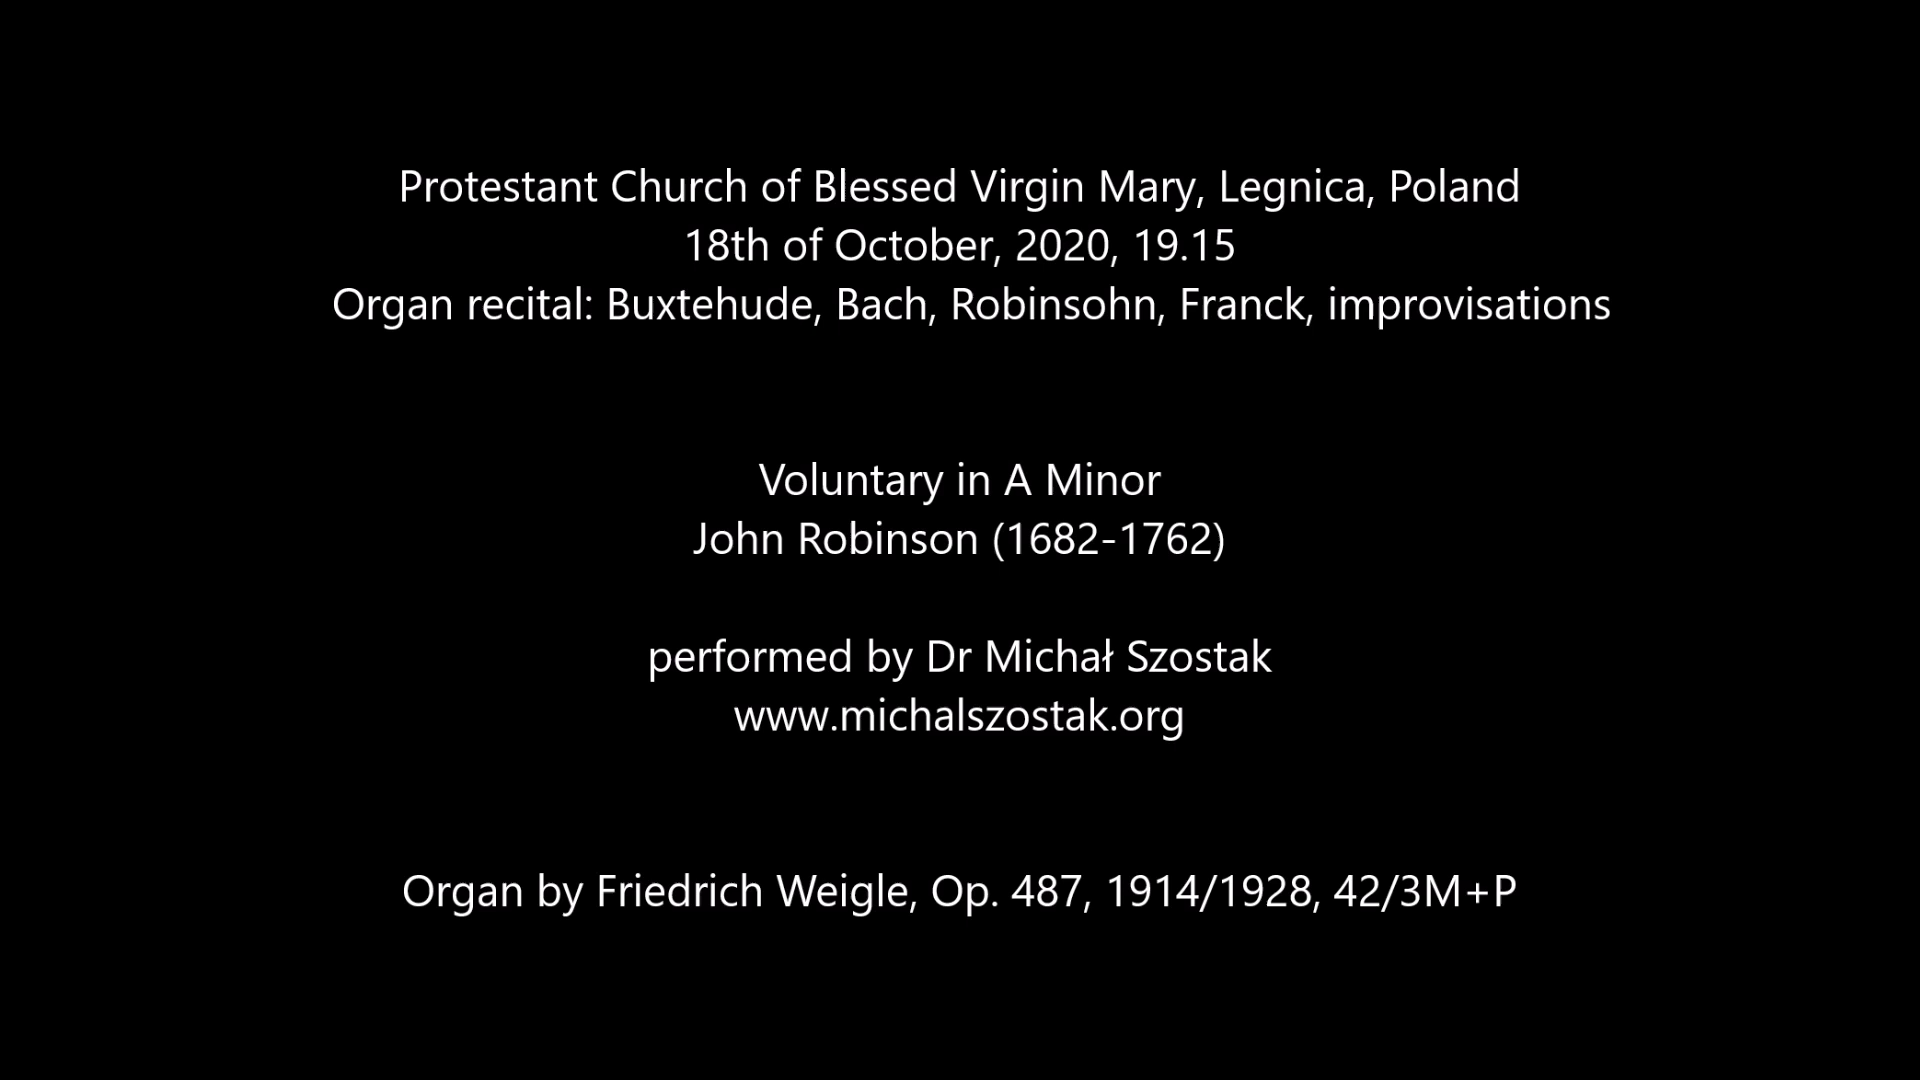 Protestant Church of Blessed Virgin Mary, Legnica, Poland
18th of October, 2020, 19.15
Organ recital: Buxtehude, Bach, Robinsohn, Franck, improvisations
Voluntary in A Minor
John Robinson (1682-1762)
performed by Dr Michał Szostak
www.michalszostak.org
Organ by Friedrich Weigle, Op. 487, 1914/1928, 42/3M+P